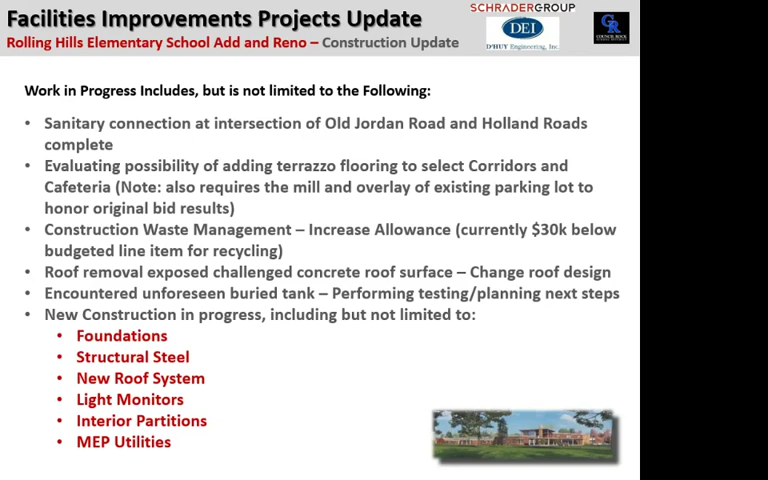 Facilities Improvements Projects Update
Rolling Hills Elementary School Add and Reno – Construction Update
SCHRADERGROUP
DEI
D'HUY Engineering, Inc.
CR
COUNCIL ROCK
Work in Progress Includes, but is not limited to the Following:
• Sanitary connection at intersection of Old Jordan Road and Holland Roads
complete
• Evaluating possibility of adding terrazzo flooring to select Corridors and
Cafeteria (Note: also requires the mill and overlay of existing parking lot to
honor original bid results)
• Construction Waste Management – Increase Allowance (currently $30k below
budgeted line item for recycling)
• Roof removal exposed challenged concrete roof surface – Change roof design
• Encountered unforeseen buried tank – Performing testing/planning next steps
• New Construction in progress, including but not limited to:
• Foundations
• Structural Steel
• New Roof System
• Light Monitors
• Interior Partitions
• MEP Utilities